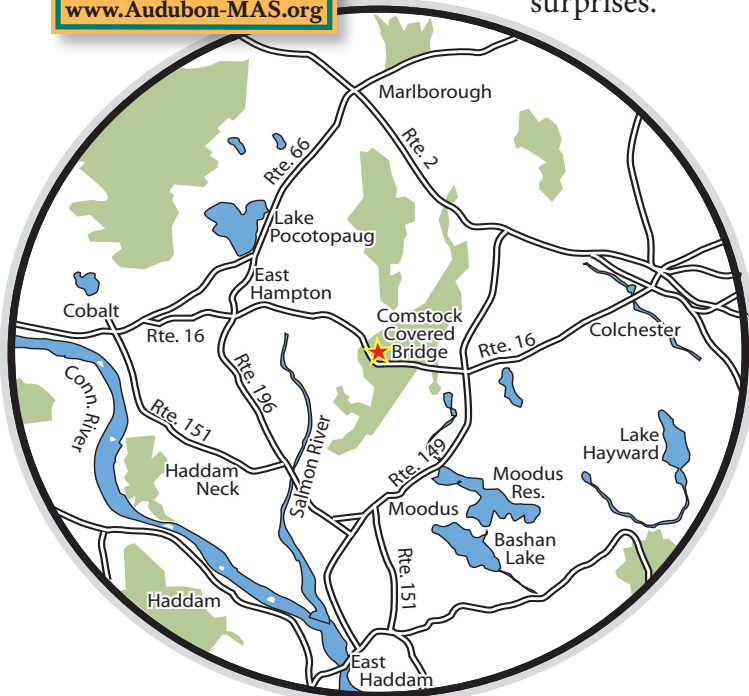 www.Audubon-MAS.org
surprises.
Marlborough
Rte. 2
Rte. 66
Lake
Pocotopaug
East
Hampton
Cobalt
Rte. 16
Comstock
Covered
Bridge
Rte. 16
Colchester
Conn. River
Rte. 196
Rte. 151
Haddam
Neck
Salmon River
Rte. 149
Lake
Hayward
Moodus
Res.
Moodus
Bashan
Lake
Rte. 151
Haddam
East
Haddam